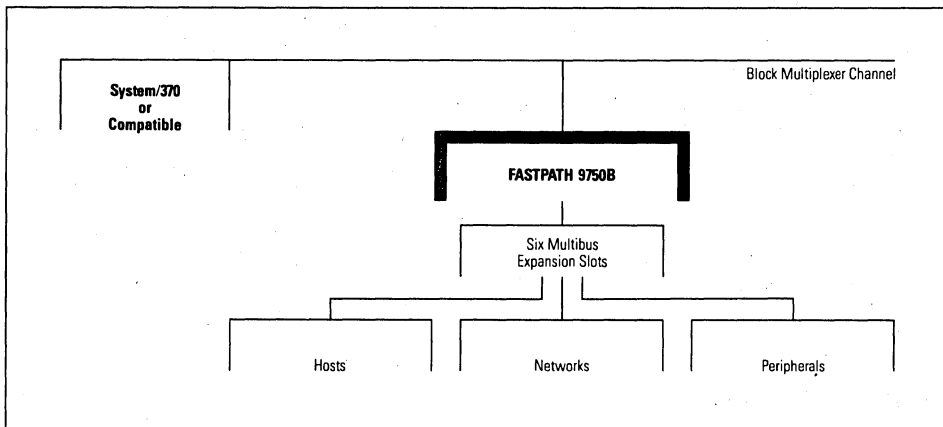 Block Multiplexer Channel
System/370
or
Compatible
FASTPATH 9750B
Six Multibus
Expansion Slots
Hosts
Networks
Peripherals